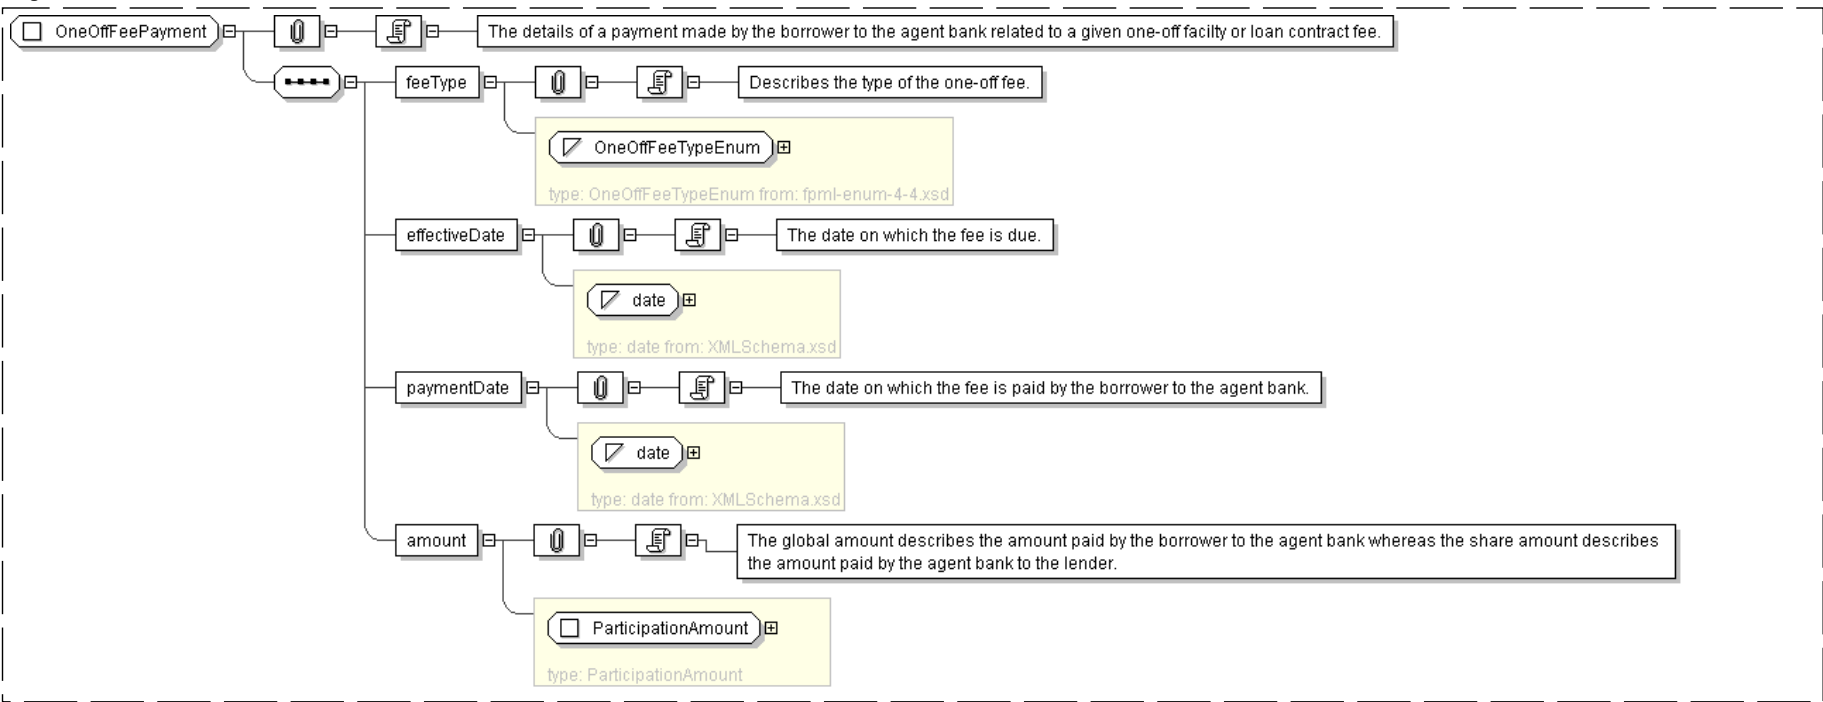 OneOffFeePayment
The details of a payment made by the borrower to the agent bank related to a given one-off facilty or loan contract fee.
feeType
Describes the type of the one-off fee.
OneOffFeeTypeEnum
type: OneOffFeeTypeEnum from: fpml-enum-4-4.xsd
effectiveDate
The date on which the fee is due.
date
type: date from: XMLSchema.xsd
paymentDate
The date on which the fee is paid by the borrower to the agent bank.
date
type: date from: XMLSchema.xsd
amount
The global amount describes the amount paid by the borrower to the agent bank whereas the share amount describes
the amount paid by the agent bank to the lender.
ParticipationAmount
type: ParticipationAmount